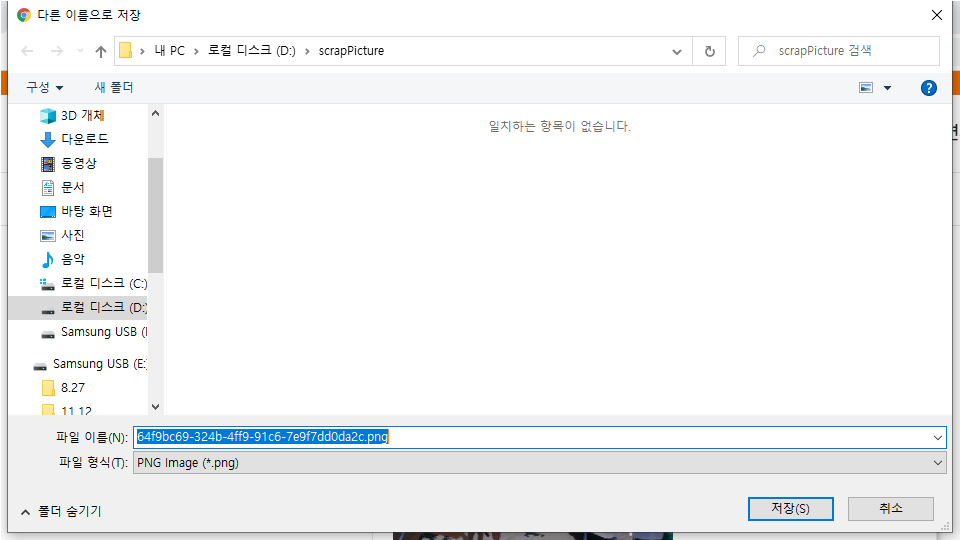 다른 이름으로 저장
내 PC > 로컬 디스크 (D:) > scrapPicture
scrapPicture 검색
구성
새 폴더
3D 개체
다운로드
동영상
문서
바탕 화면
사진
음악
로컬 디스크 (C:)
로컬 디스크 (D:)
Samsung USB (
Samsung USB (E:
8.27
11.12
일치하는 항목이 없습니다.
파일 이름(N): 64f9bc69-324b-4ff9-91c6-7e9f7dd0da2c.png
파일 형식(T): PNG Image (*.png)
폴더 숨기기
저장(S)
취소